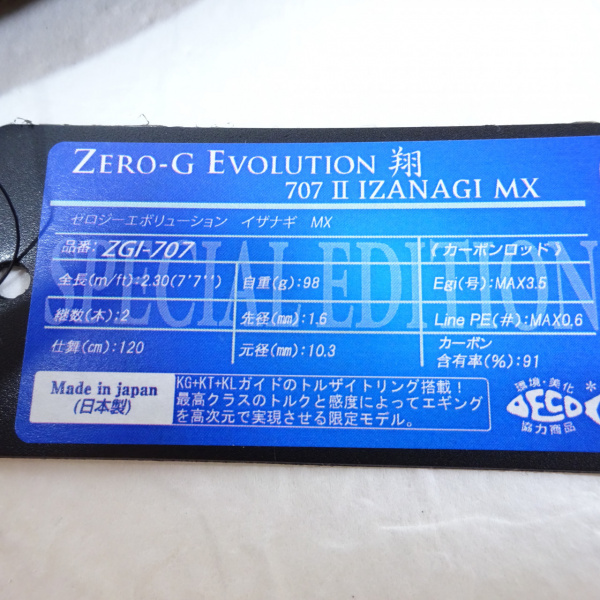 ZERO-G EVOLUTION 翔
707 II IZANAGI MX
ゼロジーエボリューション イザナギ MX
SPECIAL EDITION
品番: ZGI-707
(カーボンロッド)
全長(m/ft):2.30(7'7'')
自重(g):98
Egi(号):MAX3.5
継数(本):2
先径(mm):1.6
Line PE(#):MAX0.6
仕舞(cm):120
元径(mm):10.3
カーボン
含有率(%):91
Made in japan
(日本製)
KG+KT+KLガイドのトルザイトリング搭載!
最高クラスのトルクと感度によってエギング
を高次元で実現させる限定モデル。
環境・美化
DECO
協力商品